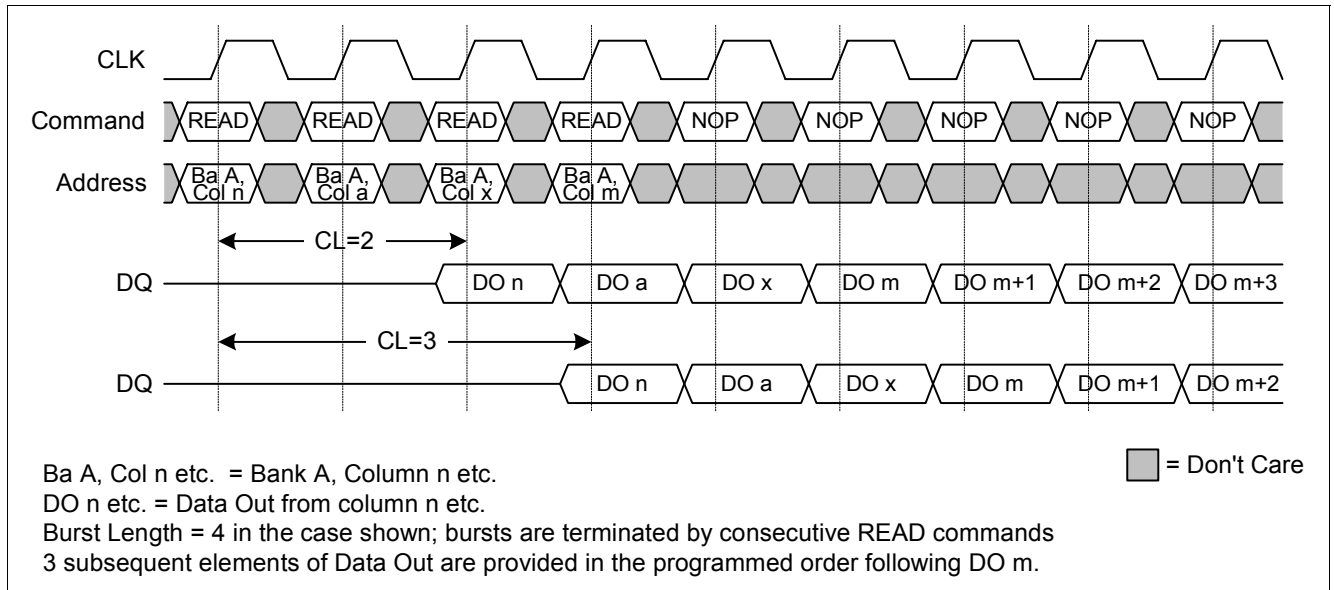 CLK
Command READ READ READ READ NOP NOP NOP NOP NOP
Address Ba A, Col n Ba A, Col a Ba A, Col x Ba A, Col m
CL=2
DQ DO n DO a DO x DO m DO m+1 DO m+2 DO m+3
CL=3
DQ DO n DO a DO x DO m DO m+1 DO m+2
Ba A, Col n etc. = Bank A, Column n etc.
= Don't Care
DO n etc. = Data Out from column n etc.
Burst Length = 4 in the case shown; bursts are terminated by consecutive READ commands
3 subsequent elements of Data Out are provided in the programmed order following DO m.